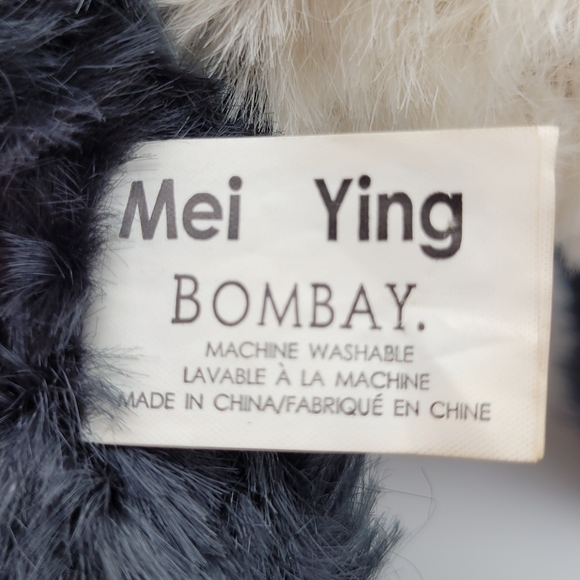 Mei Ying
BOMBAY.
MACHINE WASHABLE
LAVABLE À LA MACHINE
MADE IN CHINA/FABRIQUÉ EN CHINE